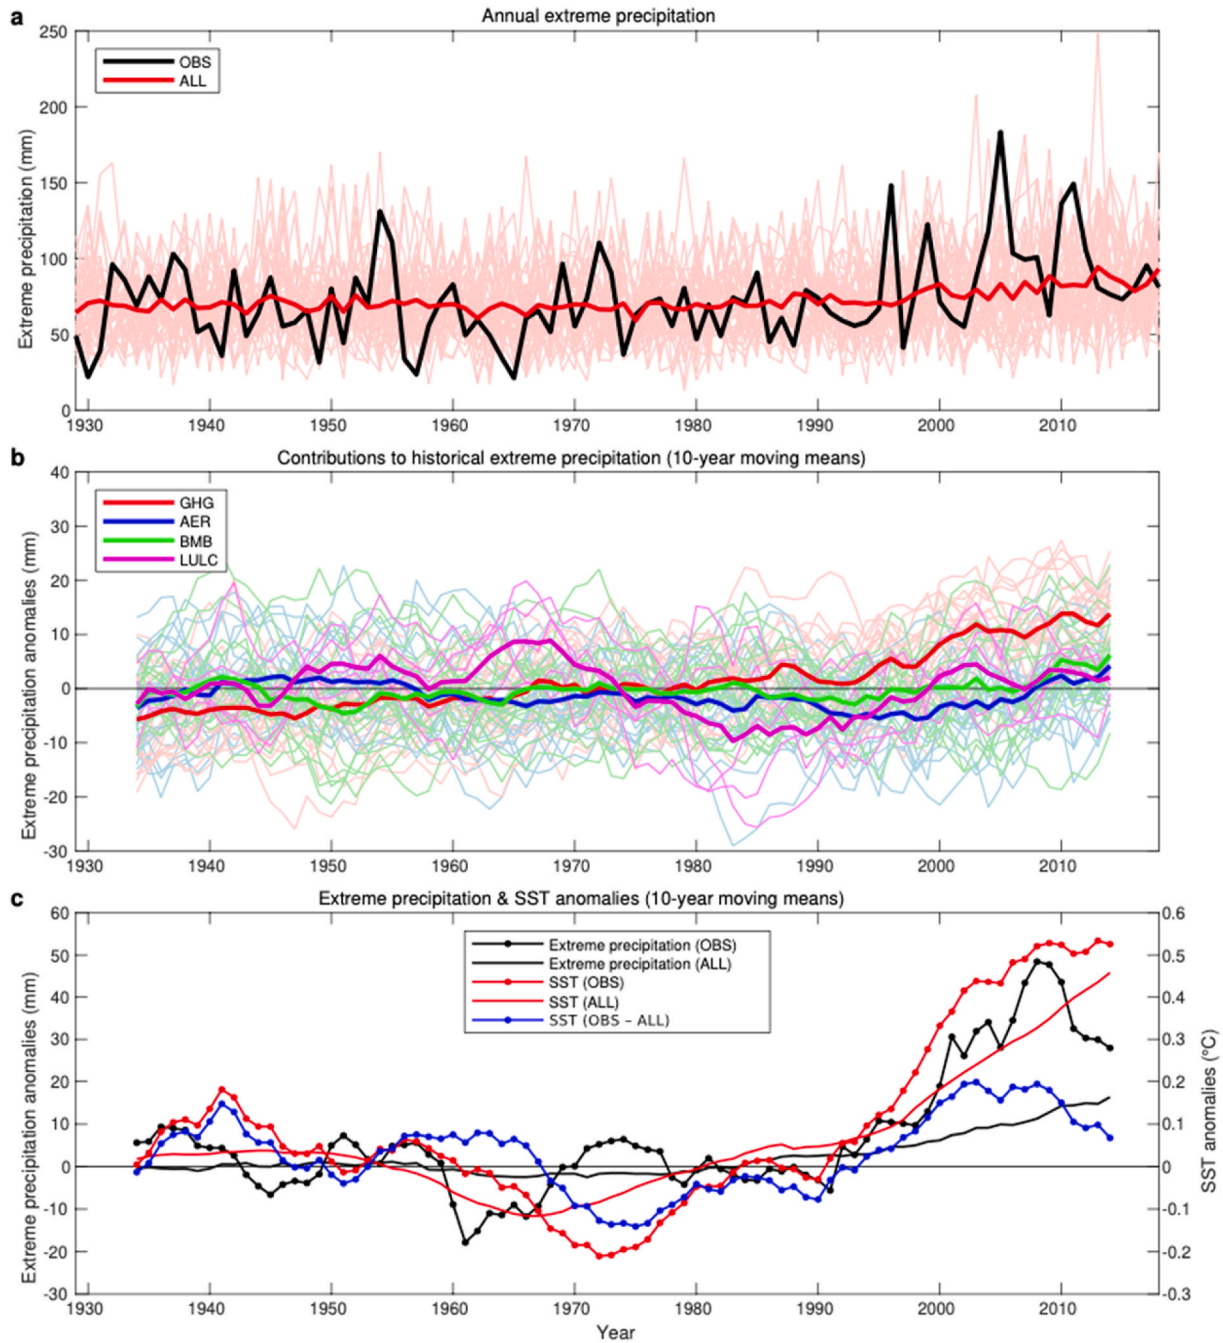 a
Annual extreme precipitation
Extreme precipitation (mm)
250
200
150
100
50
0
OBS
ALL
1930 1940 1950 1960 1970 1980 1990 2000 2010
b
Contributions to historical extreme precipitation (10-year moving means)
Extreme precipitation anomalies (mm)
40
30
20
10
0
-10
-20
-30
GHG
AER
BMB
LULC
1930 1940 1950 1960 1970 1980 1990 2000 2010
c
Extreme precipitation & SST anomalies (10-year moving means)
Extreme precipitation anomalies (mm)
60
50
40
30
20
10
0
-10
-20
-30
Extreme precipitation (OBS)
Extreme precipitation (ALL)
SST (OBS)
SST (ALL)
SST (OBS – ALL)
0.6
0.5
0.4
0.3
0.2
0.1
0
-0.1
-0.2
-0.3
SST anomalies (°C)
1930 1940 1950 1960 1970 1980 1990 2000 2010
Year